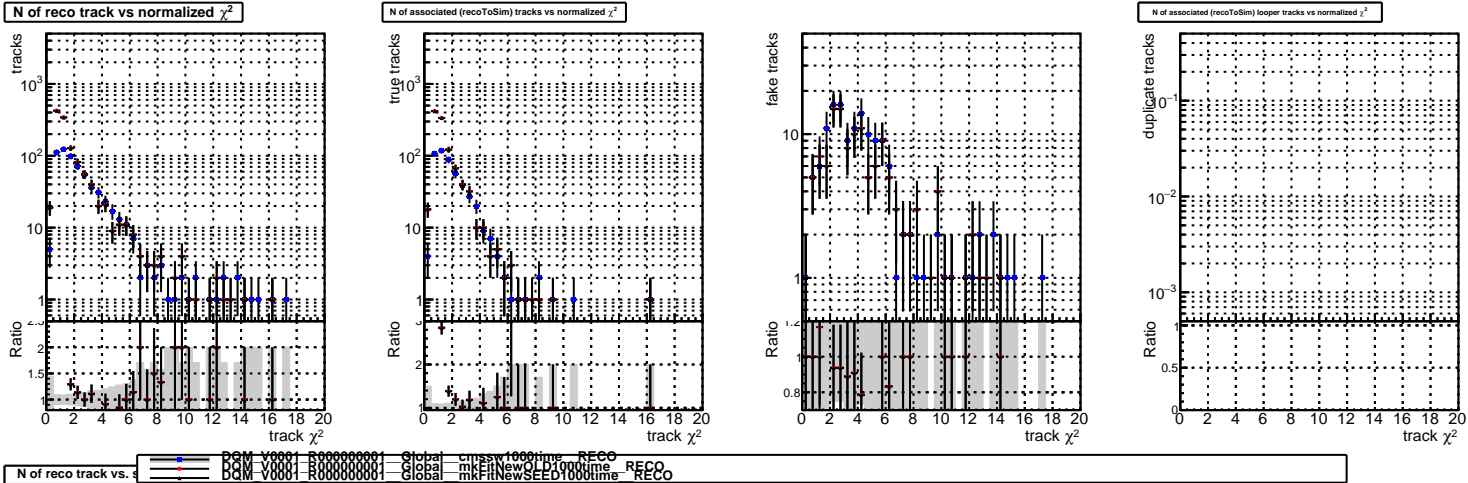 N of reco track vs normalized χ²
N of associated (recoToSim) tracks vs normalized χ²
N of associated (recoToSim) looper tracks vs normalized χ²
tracks
10³
10²
10
1
Ratio
2
1.5
1
0 2 4 6 8 10 12 14 16 18 20
track χ²
true tracks
10³
10²
10
1
Ratio
3
2
1
0 2 4 6 8 10 12 14 16 18 20
track χ²
fake tracks
10
1
Ratio
1.2
1
0.8
0 2 4 6 8 10 12 14 16 18 20
track χ²
duplicate tracks
10⁻¹
10⁻²
10⁻³
Ratio
1
0.5
0
0 2 4 6 8 10 12 14 16 18 20
track χ²
DQM_V0001_R000000001__Global__cmssw1000time__RECO
DQM_V0001_R000000001__Global__mkFitNewOLD1000time__RECO
DQM_V0001_R000000001__Global__mkFitNewSEED1000time__RECO
N of reco track vs. s